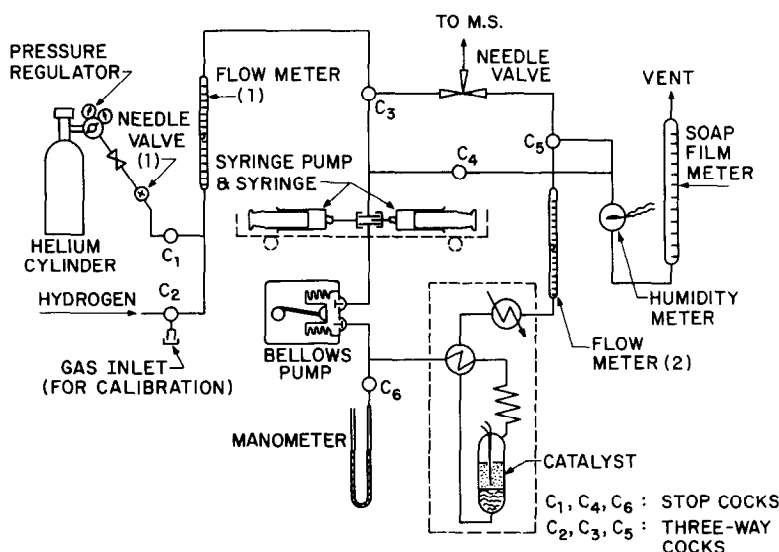 TO M.S.
PRESSURE
REGULATOR
FLOW METER
(1)
NEEDLE
VALVE
VENT
NEEDLE
VALVE
(1)
C3
C5
SOAP
FILM
METER
SYRINGE PUMP
& SYRINGE
C4
HELIUM
CYLINDER
C1
C2
HYDROGEN
HUMIDITY
METER
GAS INLET
(FOR CALIBRATION)
BELLOWS
PUMP
FLOW
METER (2)
C6
MANOMETER
CATALYST
C1, C4, C6 : STOP COCKS
C2, C3, C5 : THREE-WAY
COCKS